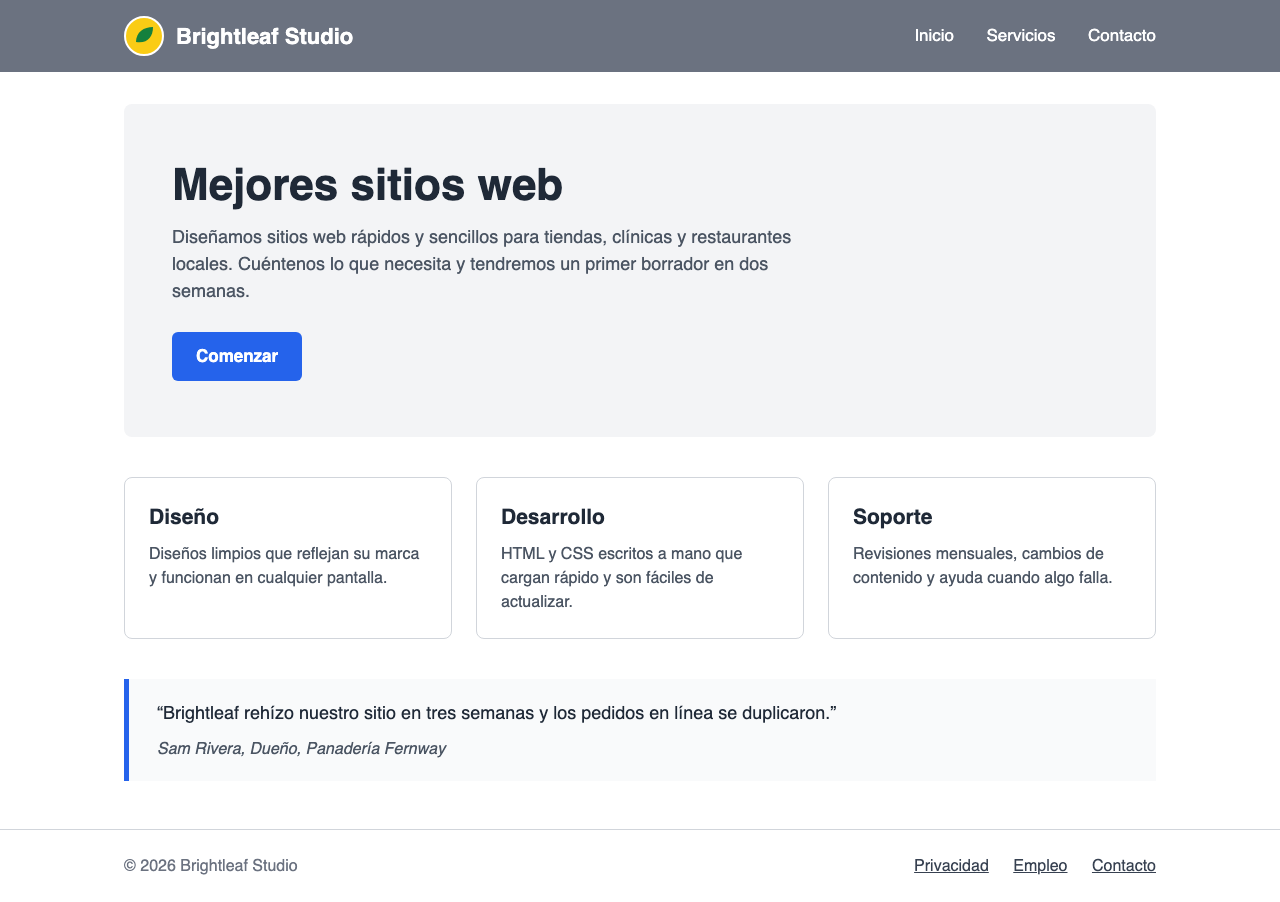 Brightleaf Studio
Inicio Servicios Contacto
Mejores sitios web
Diseñamos sitios web rápidos y sencillos para tiendas, clínicas y restaurantes
locales. Cuéntenos lo que necesita y tendremos un primer borrador en dos
semanas.
Comenzar
Diseño
Diseños limpios que reflejan su marca
y funcionan en cualquier pantalla.
Desarrollo
HTML y CSS escritos a mano que
cargan rápido y son fáciles de
actualizar.
Soporte
Revisiones mensuales, cambios de
contenido y ayuda cuando algo falla.
“Brightleaf rehízo nuestro sitio en tres semanas y los pedidos en línea se duplicaron.”
Sam Rivera, Dueño, Panadería Fernway
© 2026 Brightleaf Studio
Privacidad Empleo Contacto